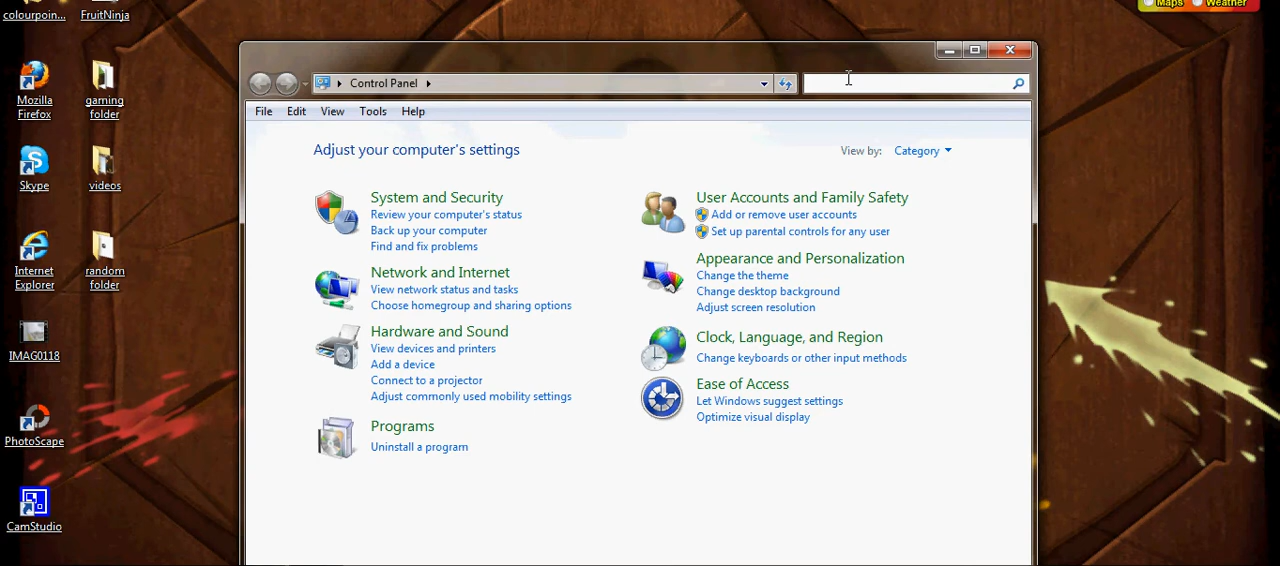 colourpoin...
FruitNinja
Maps
Weather
Mozilla
Firefox
gaming
folder
Skype
videos
Internet
Explorer
random
folder
IMAG0118
PhotoScape
CamStudio
Control Panel
File Edit View Tools Help
Adjust your computer's settings
View by: Category
System and Security
Review your computer's status
Back up your computer
Find and fix problems
Network and Internet
View network status and tasks
Choose homegroup and sharing options
Hardware and Sound
View devices and printers
Add a device
Connect to a projector
Adjust commonly used mobility settings
Programs
Uninstall a program
User Accounts and Family Safety
Add or remove user accounts
Set up parental controls for any user
Appearance and Personalization
Change the theme
Change desktop background
Adjust screen resolution
Clock, Language, and Region
Change keyboards or other input methods
Ease of Access
Let Windows suggest settings
Optimize visual display